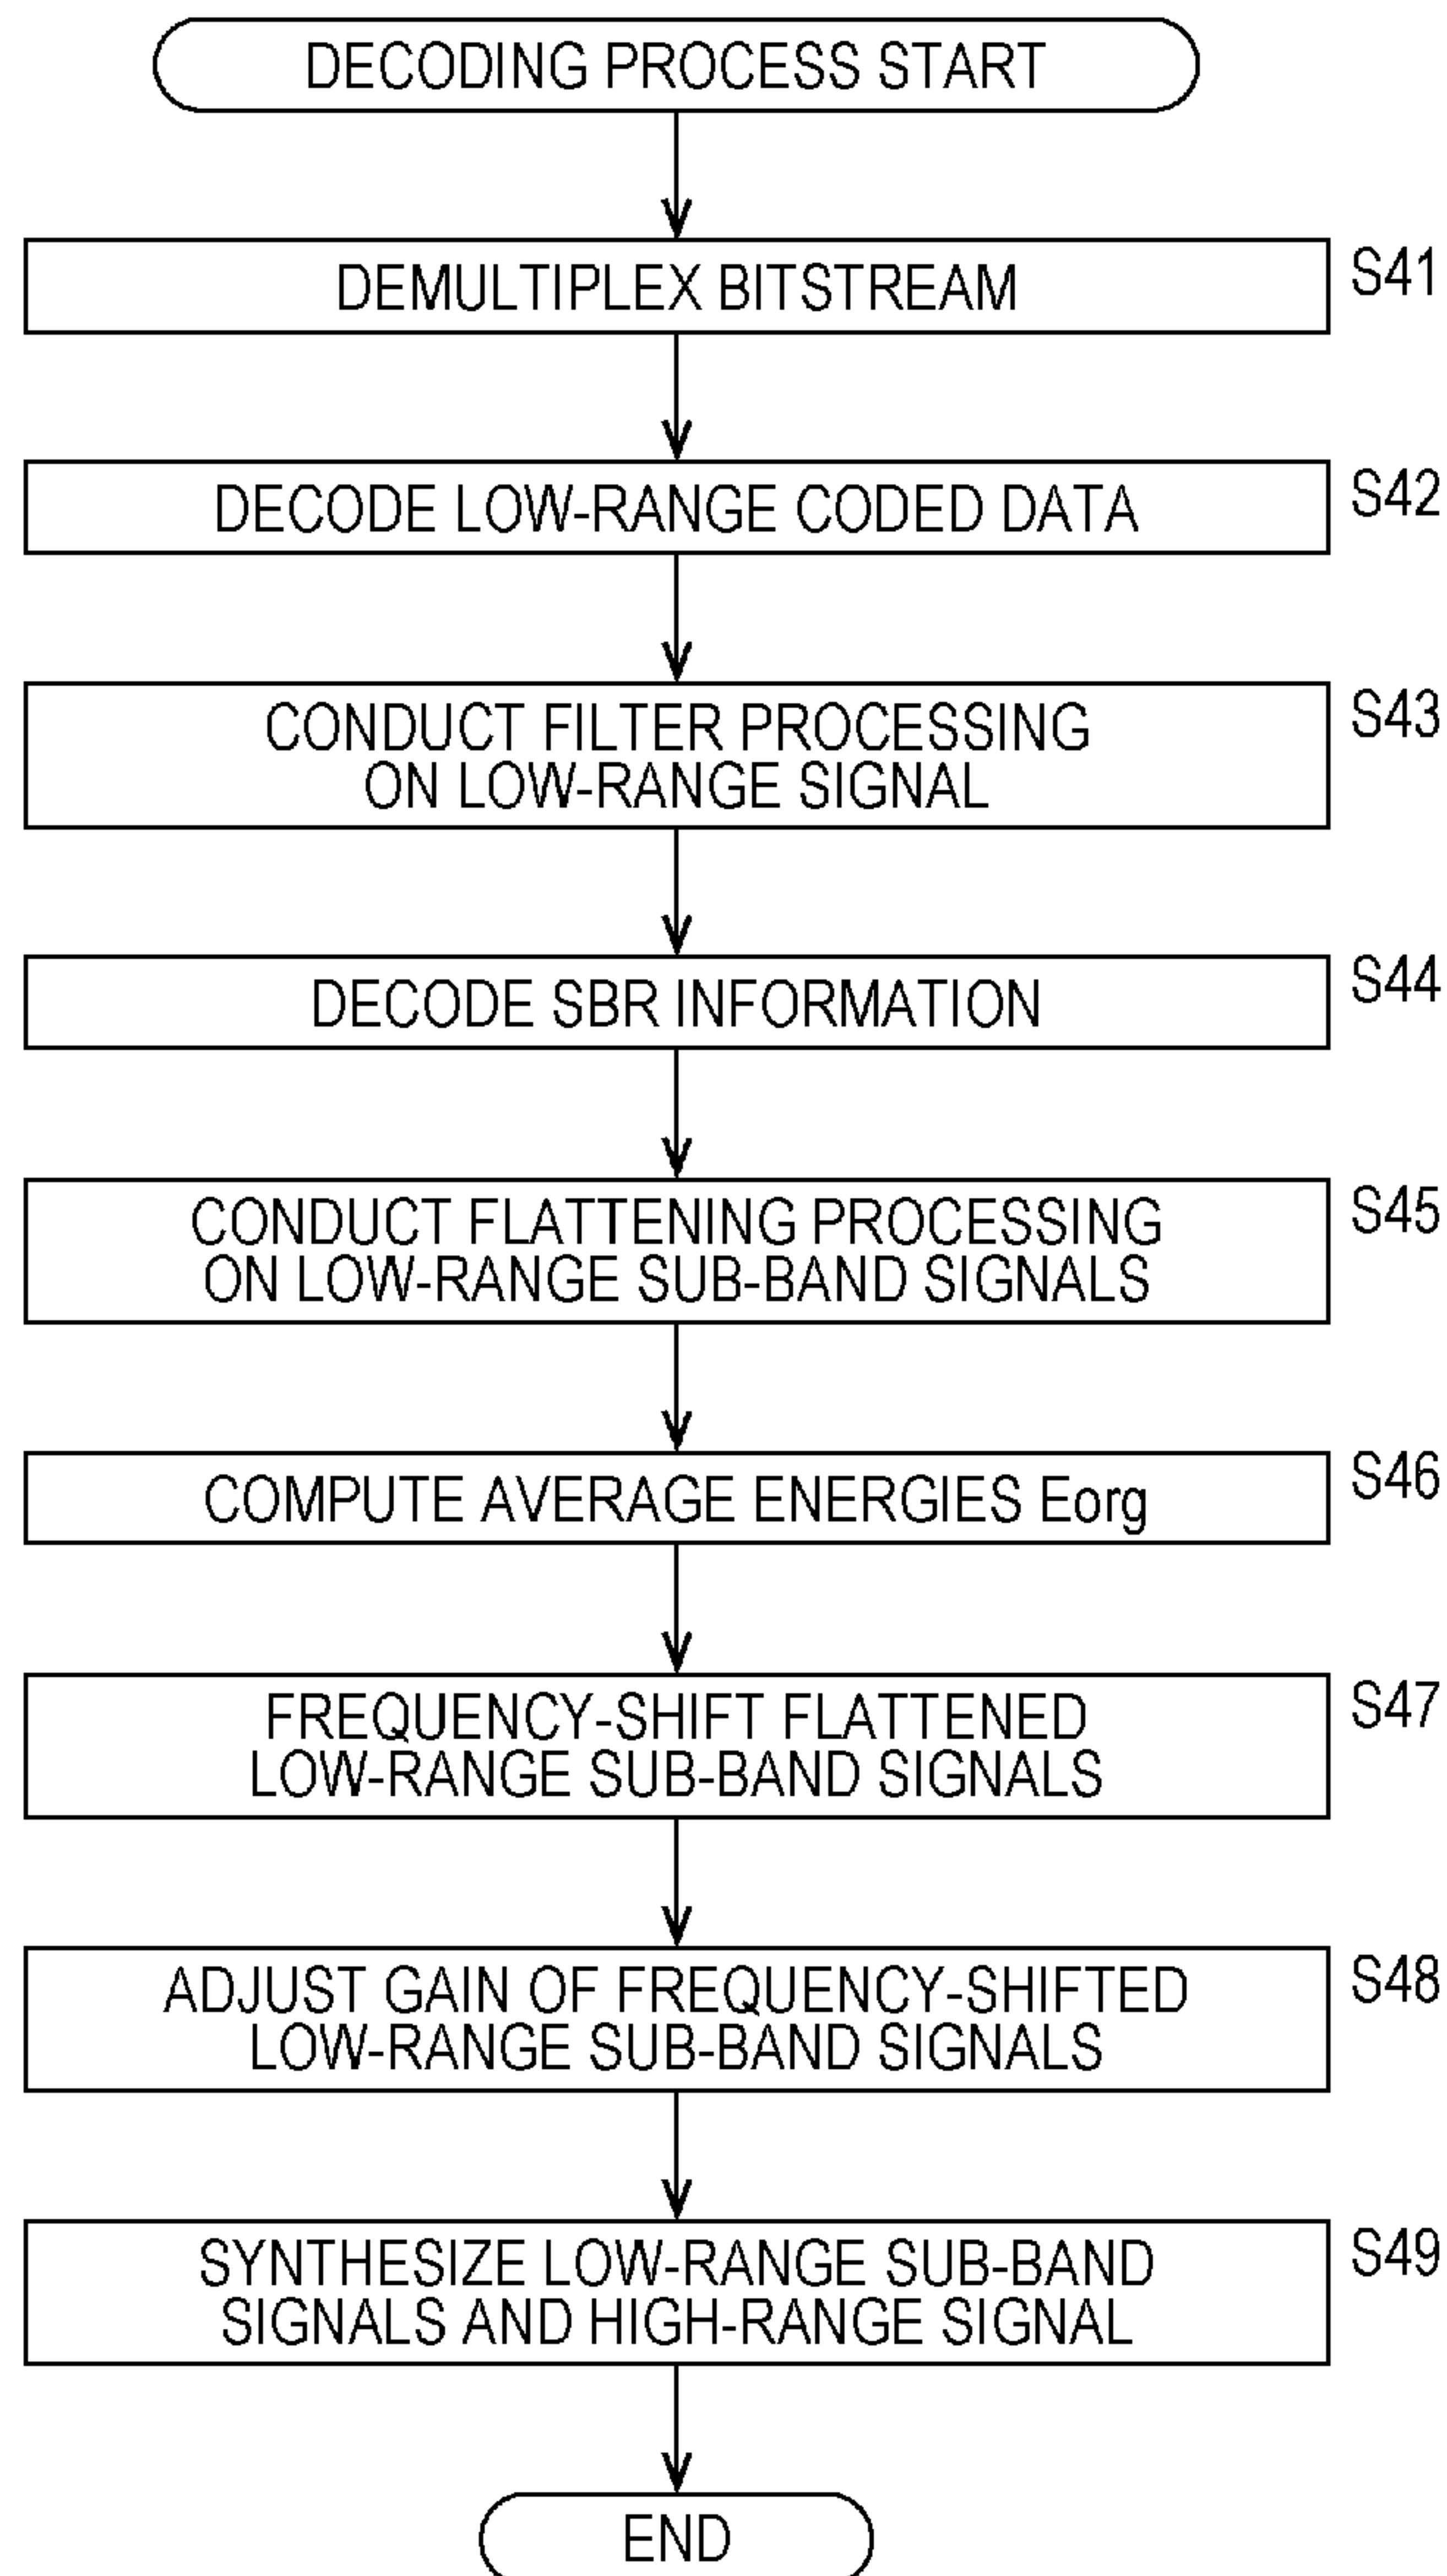 DECODING PROCESS START
DEMULTIPLEX BITSTREAM
S41
DECODE LOW-RANGE CODED DATA
S42
CONDUCT FILTER PROCESSING
ON LOW-RANGE SIGNAL
S43
DECODE SBR INFORMATION
S44
CONDUCT FLATTENING PROCESSING
ON LOW-RANGE SUB-BAND SIGNALS
S45
COMPUTE AVERAGE ENERGIES Eorg
S46
FREQUENCY-SHIFT FLATTENED
LOW-RANGE SUB-BAND SIGNALS
S47
ADJUST GAIN OF FREQUENCY-SHIFTED
LOW-RANGE SUB-BAND SIGNALS
S48
SYNTHESIZE LOW-RANGE SUB-BAND
SIGNALS AND HIGH-RANGE SIGNAL
S49
END